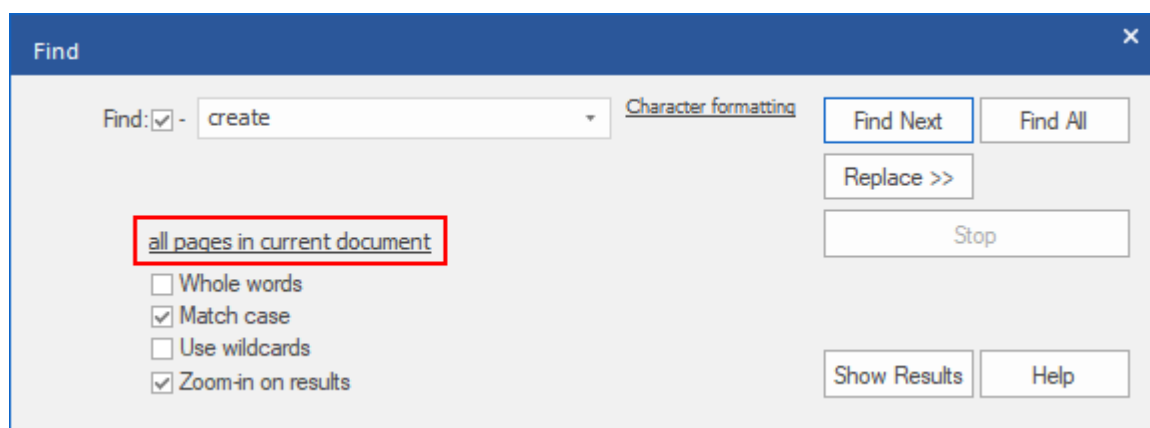 Find
Find: - create Character formatting Find Next Find All
Replace >>
all pages in current document Stop
Whole words
Match case
Use wildcards
Zoom-in on results Show Results Help